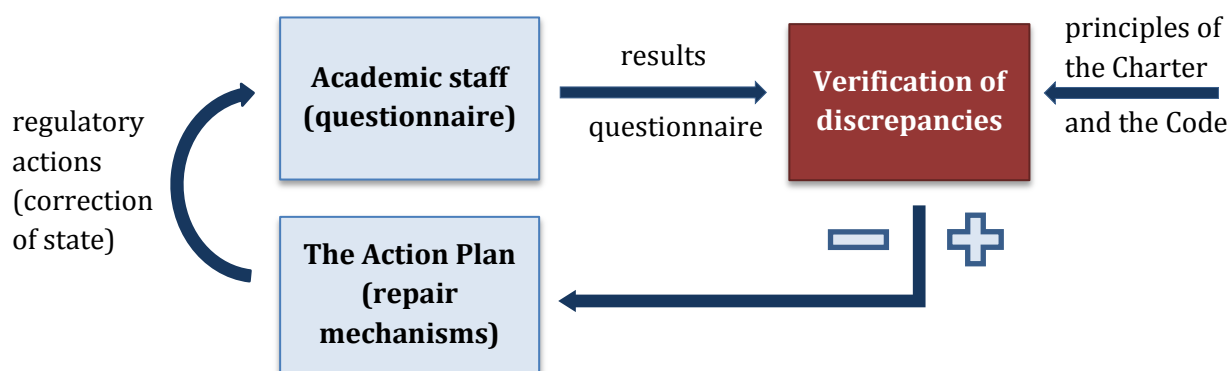 regulatory
actions
(correction
of state)
Academic staff
(questionnaire)
results
questionnaire
Verification of
discrepancies
principles of
the Charter
and the Code
The Action Plan
(repair
mechanisms)